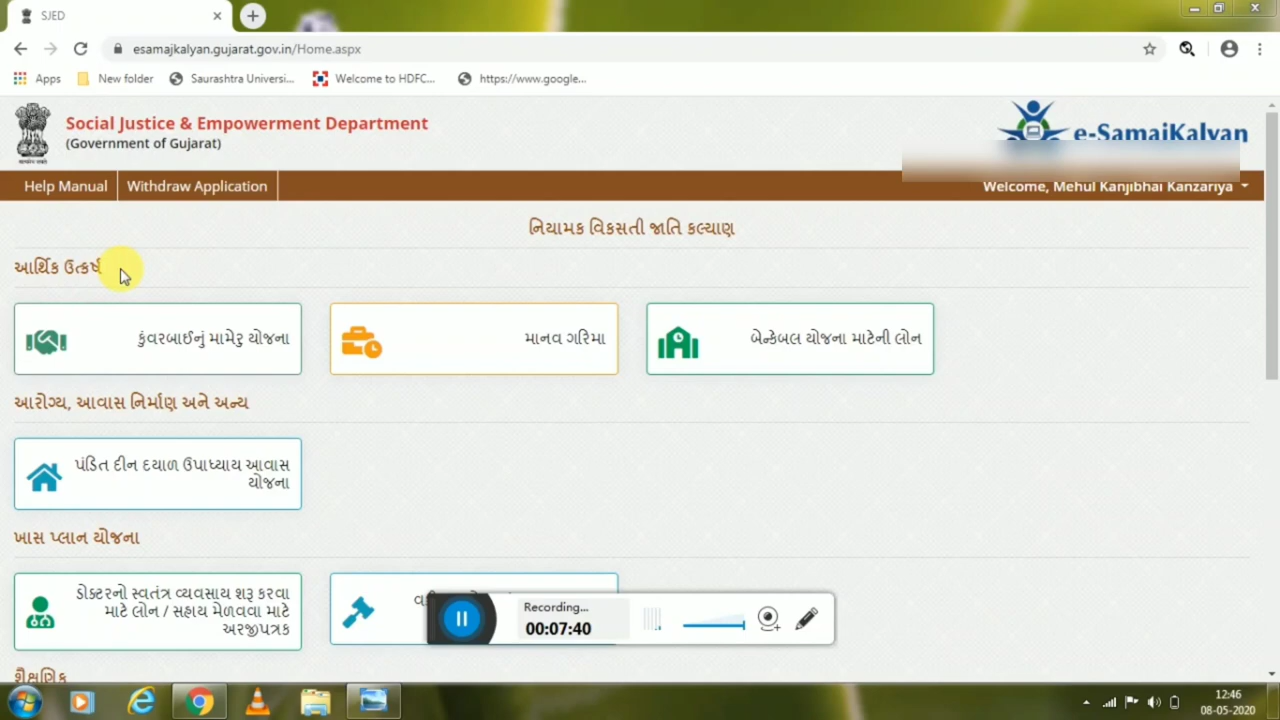 SJED
esamajkalyan.gujarat.gov.in/Home.aspx
Apps New folder Saurashtra Universi... Welcome to HDFC... https://www.google...
Social Justice & Empowerment Department
(Government of Gujarat)
e-SamajKalyan
Help Manual Withdraw Application Welcome, Mehul Kanjibhai Kanzariya
નિયામક વિકસતી જાતિ કલ્યાણ
આર્થિક ઉત્કર્ષ
કુંવરબાઈનું મામેરૂ યોજના
માનવ ગરિમા
બેન્કેબલ યોજના માટેની લોન
આરોગ્ય, આવાસ નિર્માણ અને અન્ય
પંડિત દીન દયાળ ઉપાધ્યાય આવાસ
યોજના
ખાસ પ્લાન યોજના
ડોક્ટરનો સ્વતંત્ર વ્યવસાય શરૂ કરવા
માટે લોન / સહાય મેળવવા માટે
અરજીપત્રક
Recording...
00:07:40
શૈક્ષણિક
12:46
08-05-2020